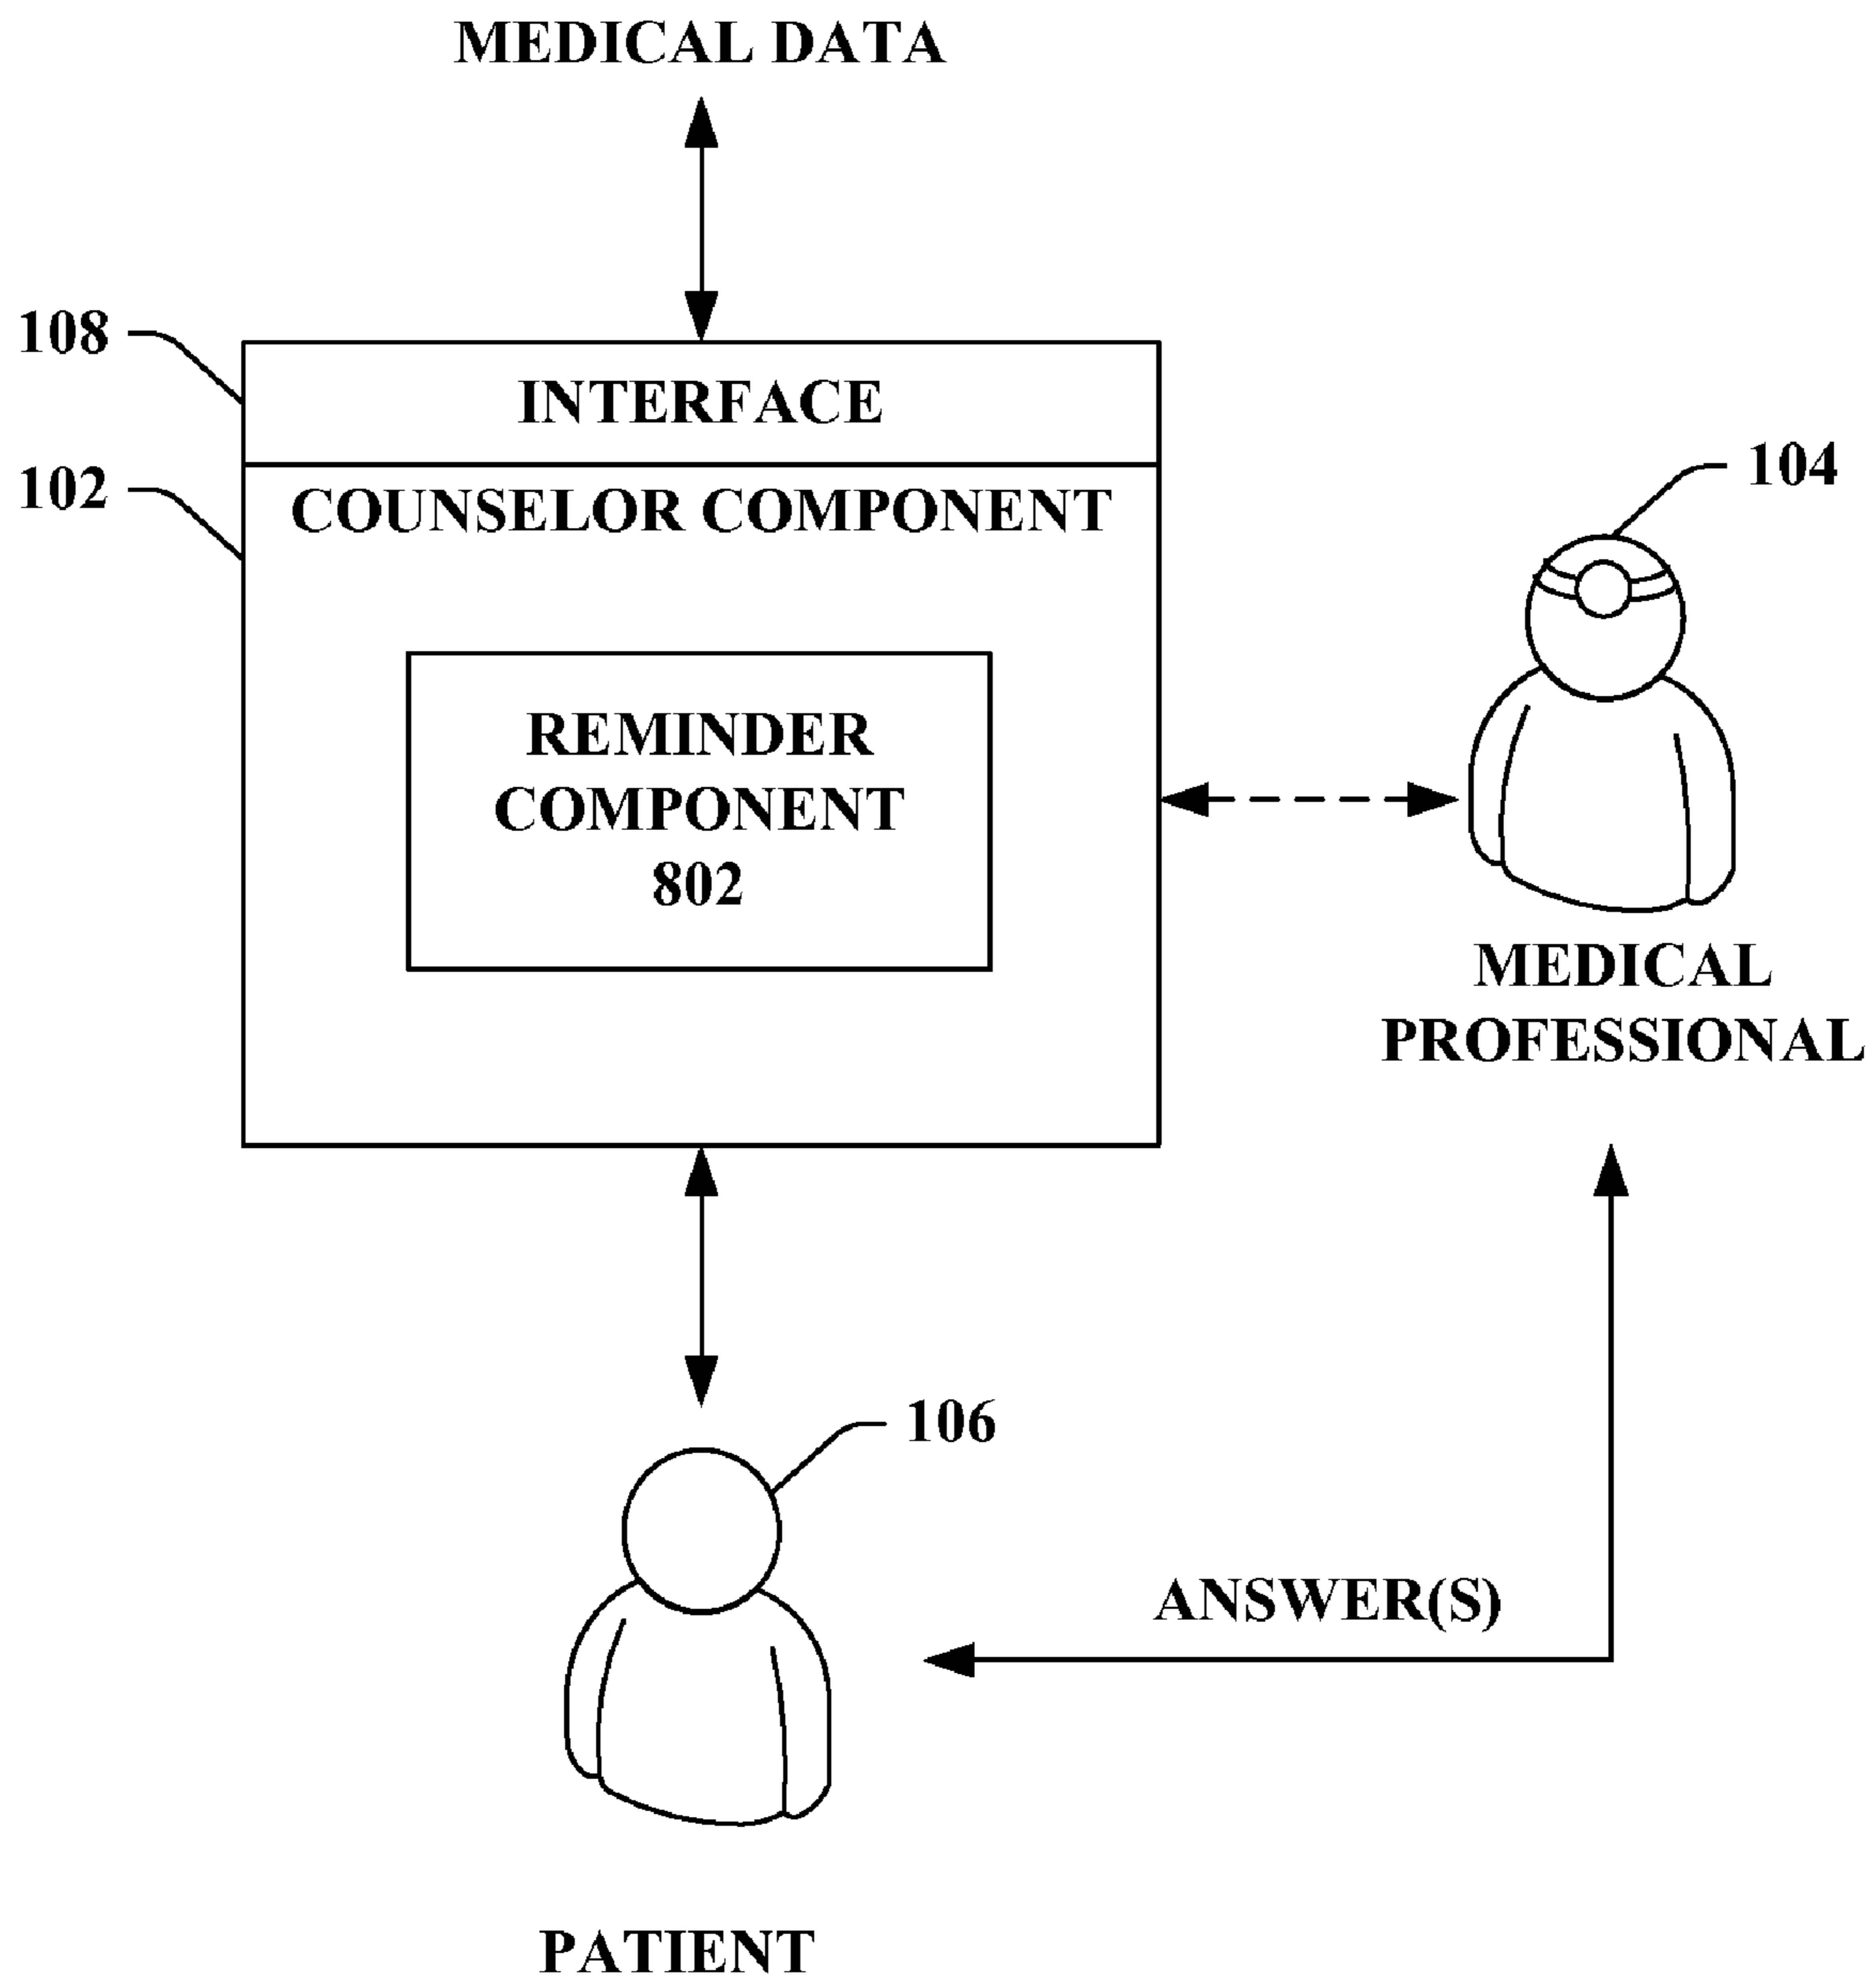 MEDICAL DATA
108
INTERFACE
102
COUNSELOR COMPONENT
104
REMINDER
COMPONENT
802
MEDICAL
PROFESSIONAL
106
ANSWER(S)
PATIENT